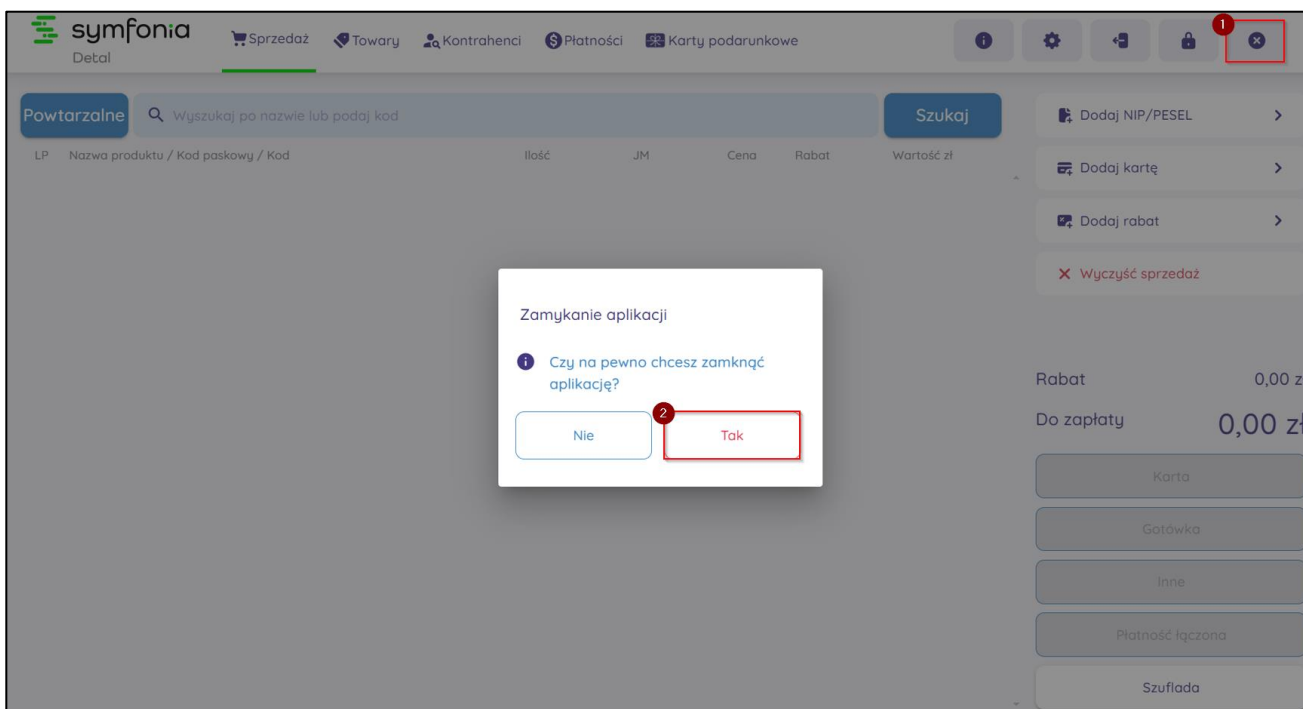 symfonia
Detal
Sprzedaż Towary Kontrahenci Płatności Karty podarunkowe
1
Powtarzalne Wyszukaj po nazwie lub podaj kod Szukaj
LP Nazwa produktu / Kod paskowy / Kod Ilość JM Cena Rabat Wartość zł
Dodaj NIP/PESEL
Dodaj kartę
Dodaj rabat
Wyczyść sprzedaż
Zamykanie aplikacji
Czy na pewno chcesz zamknąć
aplikację?
2
Nie Tak
Rabat 0,00 z
Do zapłaty 0,00 zł
Karta
Gotówka
Inne
Płatność łączona
Szuflada